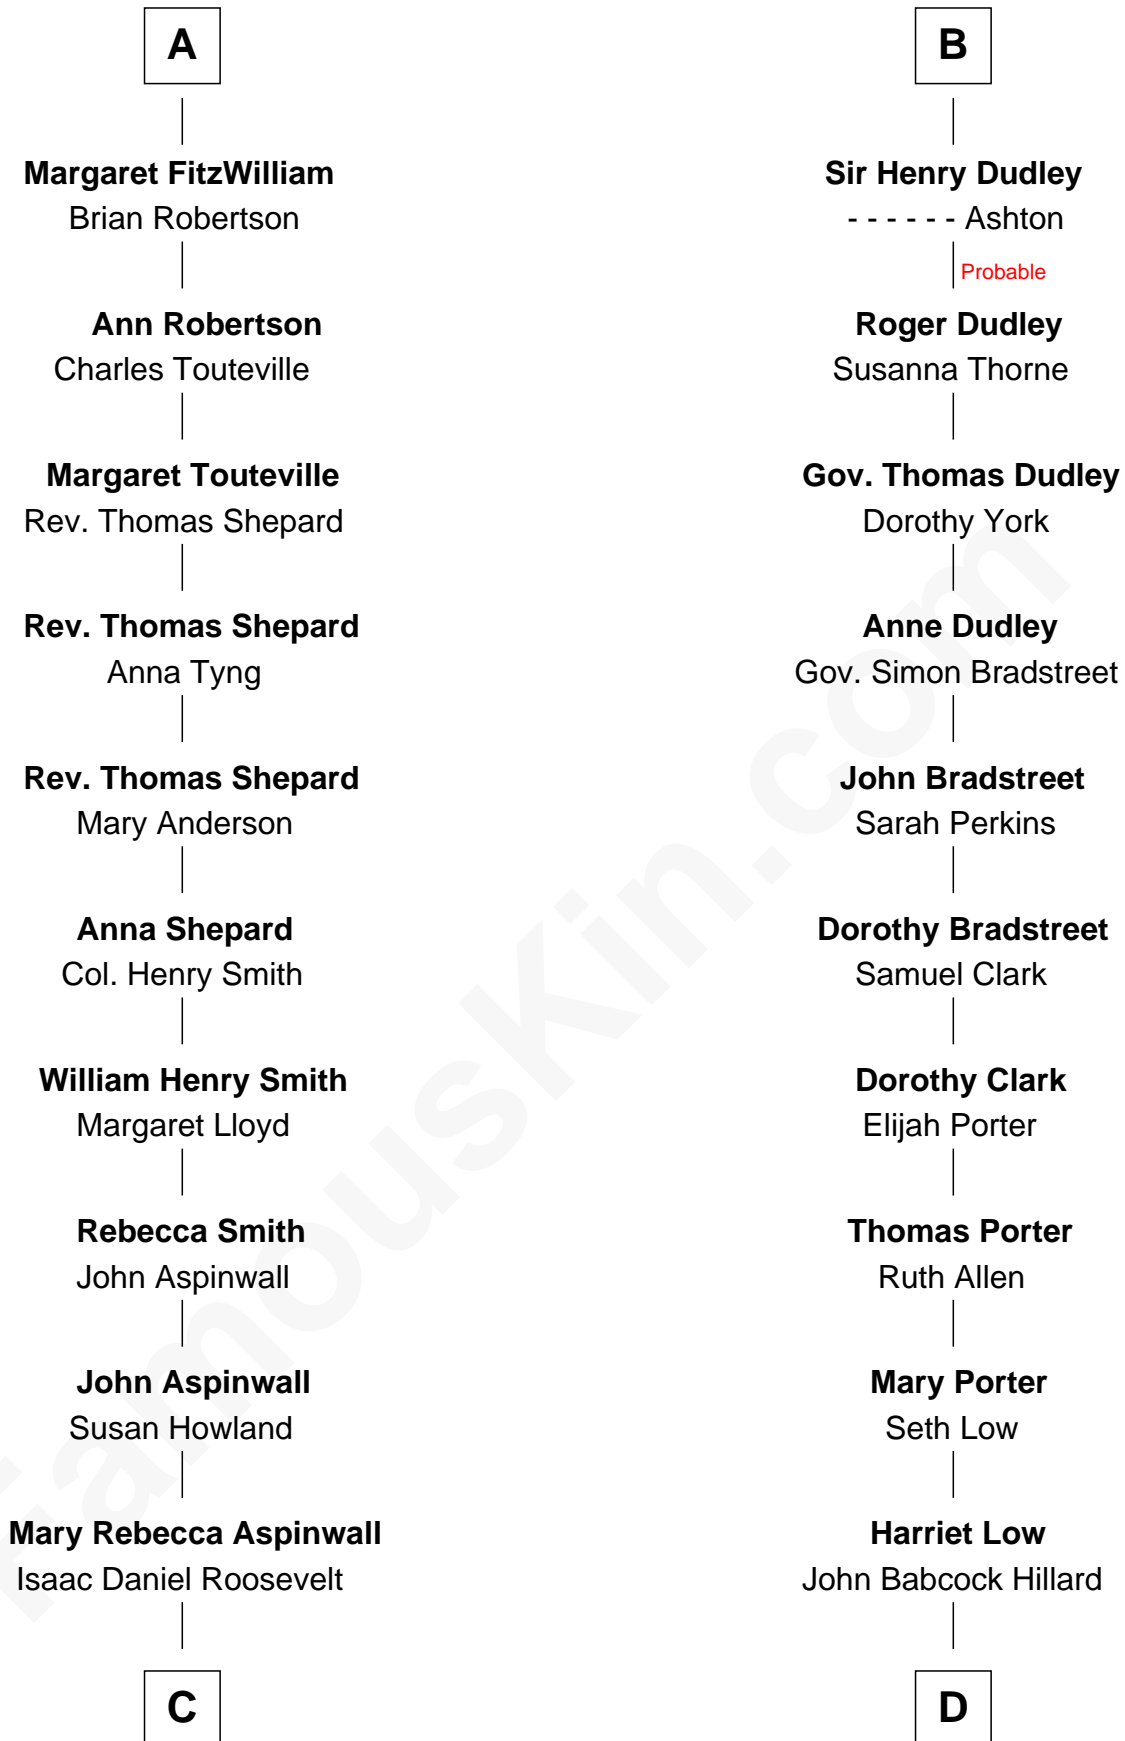 A
Margaret FitzWilliam
Brian Robertson
Ann Robertson
Charles Touteville
Margaret Touteville
Rev. Thomas Shepard
Rev. Thomas Shepard
Anna Tyng
Rev. Thomas Shepard
Mary Anderson
Anna Shepard
Col. Henry Smith
William Henry Smith
Margaret Lloyd
Rebecca Smith
John Aspinwall
John Aspinwall
Susan Howland
Mary Rebecca Aspinwall
Isaac Daniel Roosevelt
C
B
Sir Henry Dudley
- - - - - - Ashton
Probable
Roger Dudley
Susanna Thorne
Gov. Thomas Dudley
Dorothy York
Anne Dudley
Gov. Simon Bradstreet
John Bradstreet
Sarah Perkins
Dorothy Bradstreet
Samuel Clark
Dorothy Clark
Elijah Porter
Thomas Porter
Ruth Allen
Mary Porter
Seth Low
Harriet Low
John Babcock Hillard
D
FamousKin.com